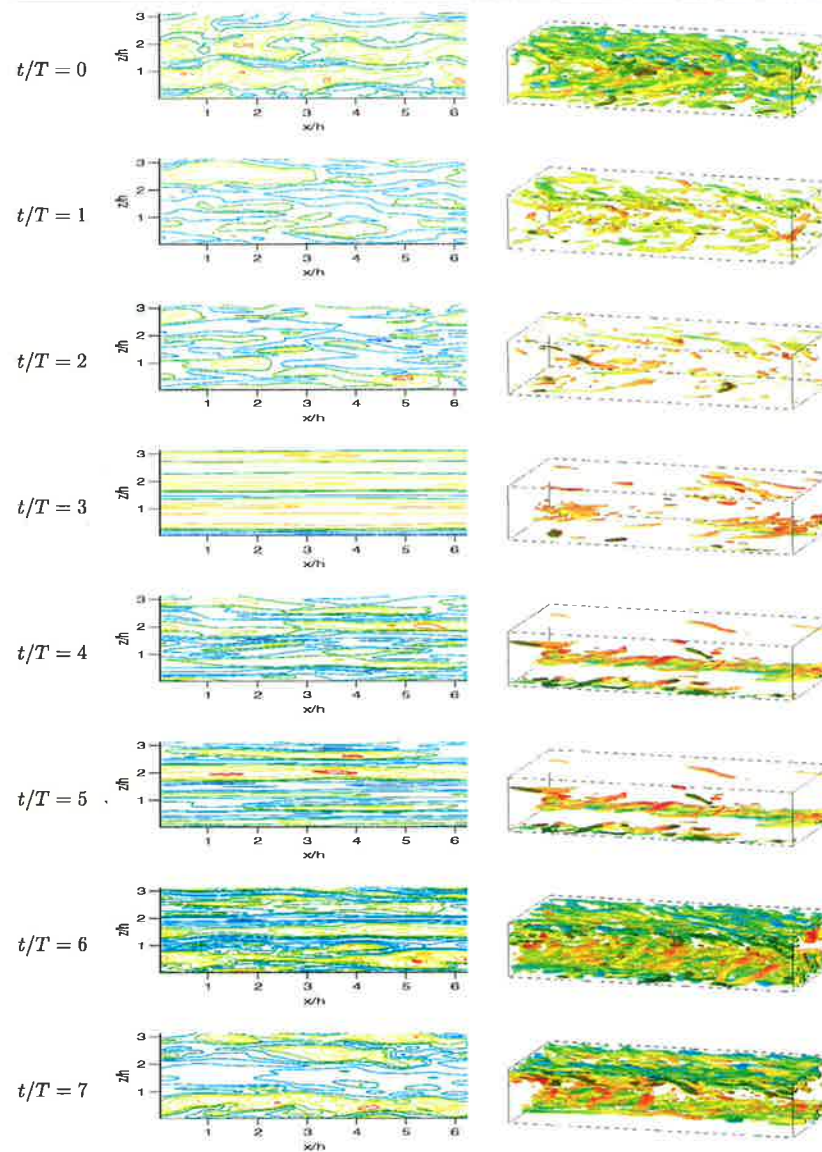 t/T = 0
z/h
3
2
1
1 2 3 4 5 6
x/h
t/T = 1
z/h
3
2
1
1 2 3 4 5 6
x/h
t/T = 2
z/h
3
2
1
1 2 3 4 5 6
x/h
t/T = 3
z/h
3
2
1
1 2 3 4 5 6
x/h
t/T = 4
z/h
3
2
1
1 2 3 4 5 6
x/h
t/T = 5
z/h
3
2
1
1 2 3 4 5 6
x/h
t/T = 6
z/h
3
2
1
1 2 3 4 5 6
x/h
t/T = 7
z/h
3
2
1
1 2 3 4 5 6
x/h